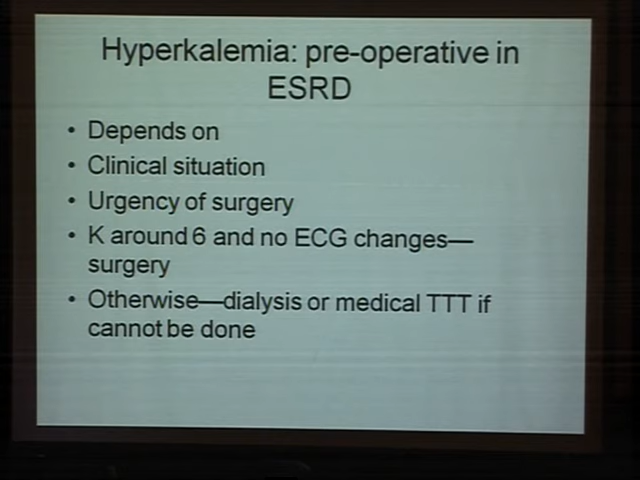 Hyperkalemia: pre-operative in
ESRD
• Depends on
• Clinical situation
• Urgency of surgery
• K around 6 and no ECG changes—
surgery
• Otherwise—dialysis or medical TTT if
cannot be done